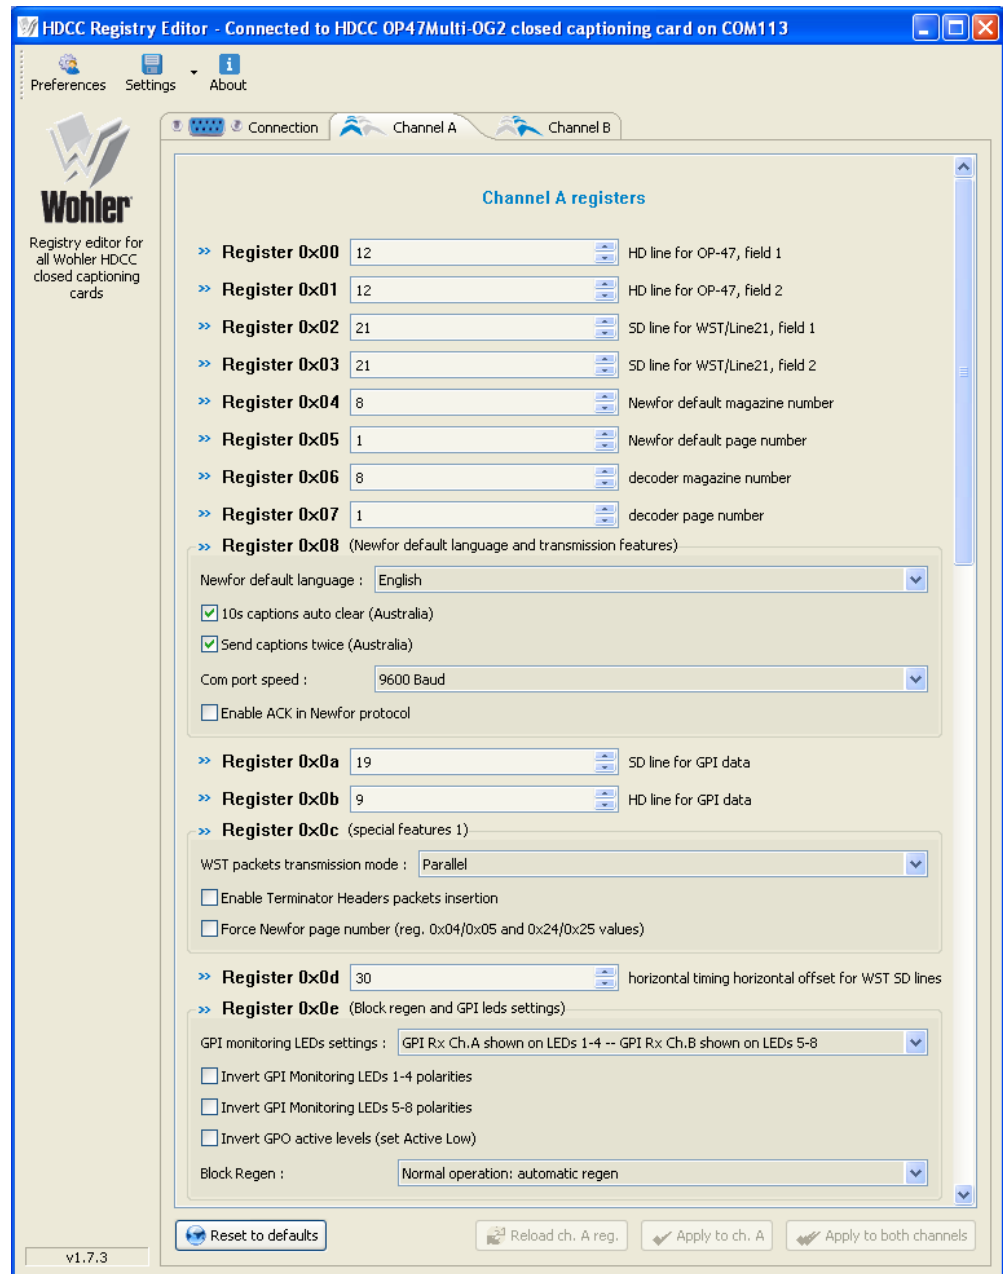 HDCC Registry Editor - Connected to HDCC OP47Multi-OG2 closed captioning card on COM113
Preferences Settings About
Connection Channel A Channel B
Wohler
Registry editor for
all Wohler HDCC
closed captioning
cards
Channel A registers
» Register 0x00 12 HD line for OP-47, field 1
» Register 0x01 12 HD line for OP-47, field 2
» Register 0x02 21 SD line for WST/Line21, field 1
» Register 0x03 21 SD line for WST/Line21, field 2
» Register 0x04 8 Newfor default magazine number
» Register 0x05 1 Newfor default page number
» Register 0x06 8 decoder magazine number
» Register 0x07 1 decoder page number
» Register 0x08 (Newfor default language and transmission features)
Newfor default language : English
10s captions auto clear (Australia)
Send captions twice (Australia)
Com port speed : 9600 Baud
Enable ACK in Newfor protocol
» Register 0x0a 19 SD line for GPI data
» Register 0x0b 9 HD line for GPI data
» Register 0x0c (special features 1)
WST packets transmission mode : Parallel
Enable Terminator Headers packets insertion
Force Newfor page number (reg. 0x04/0x05 and 0x24/0x25 values)
» Register 0x0d 30 horizontal timing horizontal offset for WST SD lines
» Register 0x0e (Block regen and GPI leds settings)
GPI monitoring LEDs settings : GPI Rx Ch.A shown on LEDs 1-4 -- GPI Rx Ch.B shown on LEDs 5-8
Invert GPI Monitoring LEDs 1-4 polarities
Invert GPI Monitoring LEDs 5-8 polarities
Invert GPO active levels (set Active Low)
Block Regen : Normal operation: automatic regen
Reset to defaults Reload ch. A reg. Apply to ch. A Apply to both channels
v1.7.3